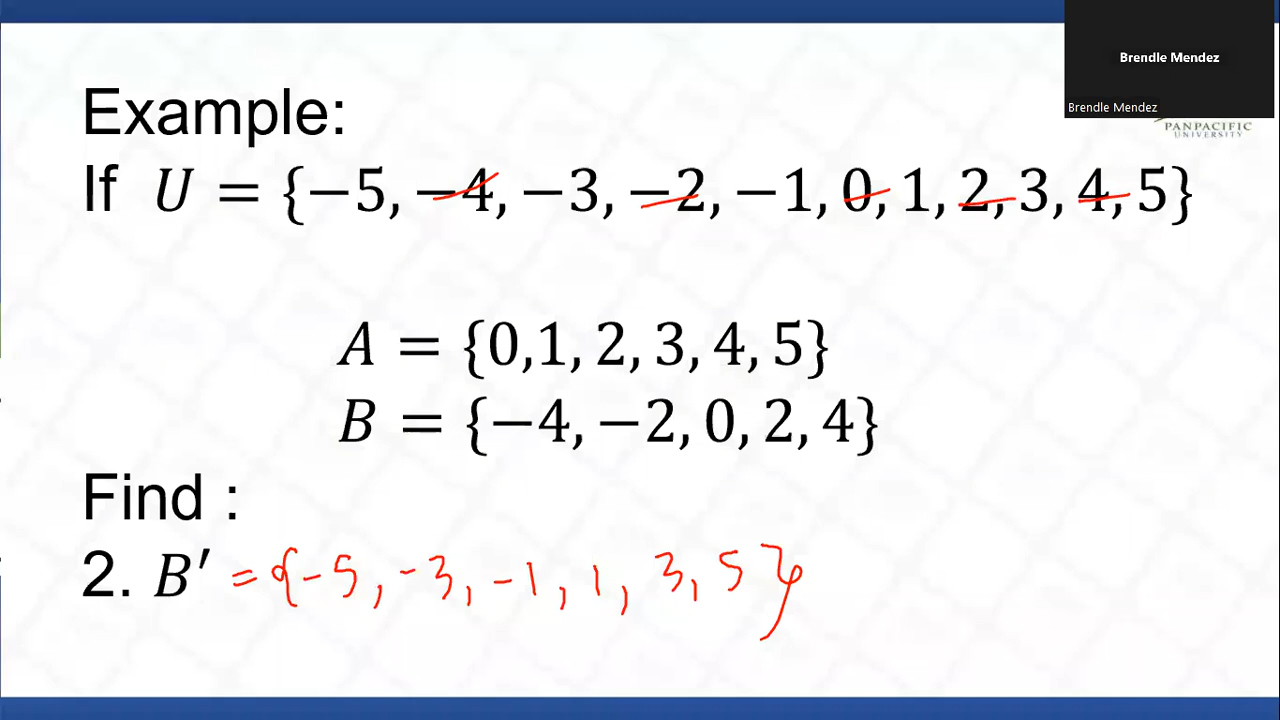 Brendle Mendez
Brendle Mendez
PANPACIFIC
UNIVERSITY
Example:
If U = {−5, −4, −3, −2, −1, 0, 1, 2, 3, 4, 5}
A = {0,1, 2, 3, 4, 5}
B = {−4, −2, 0, 2, 4}
Find :
2. B′ = {-5, -3, -1, 1, 3, 5}